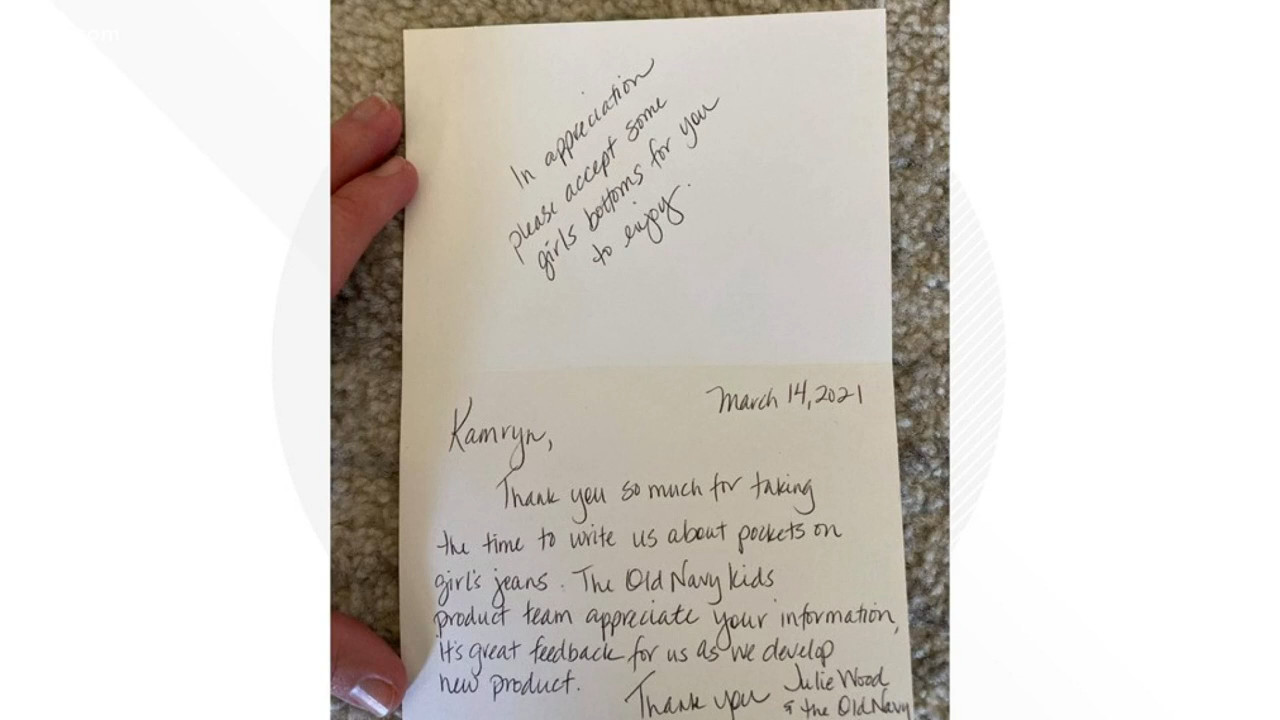 In appreciation
please accept some
girls bottoms for you
to enjoy.
March 14, 2021
Kamryn,
Thank you so much for taking
the time to write us about pockets on
girl's jeans. The Old Navy kids
product team appreciate your information,
It's great feedback for us as we develop
new product.
Thank you Julie Wood
& the Old Navy